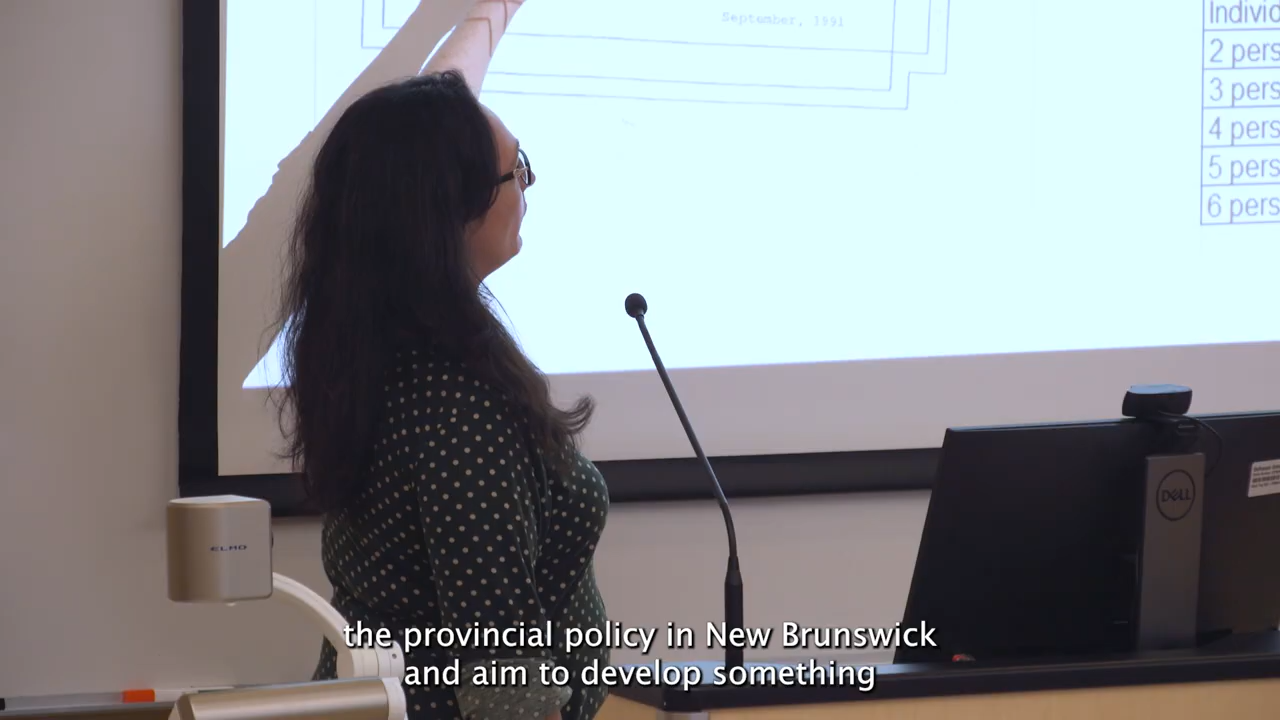 September, 1991
Individ
2 pers
3 pers
4 pers
5 pers
6 pers
DELL
ELMO
the provincial policy in New Brunswick
and aim to develop something